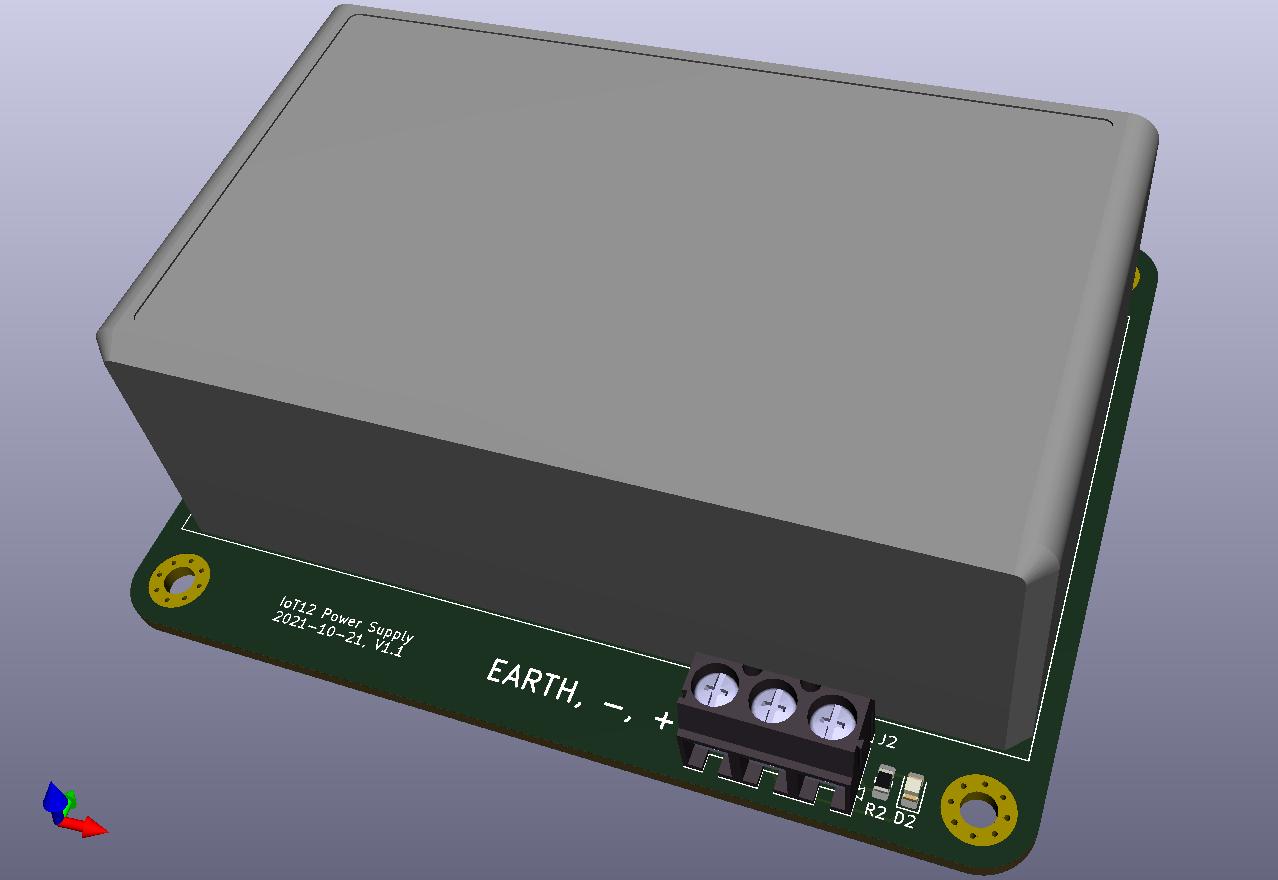 IoT12 Power Supply
2021-10-21, V1.1
EARTH, -, +
J2
R2 D2